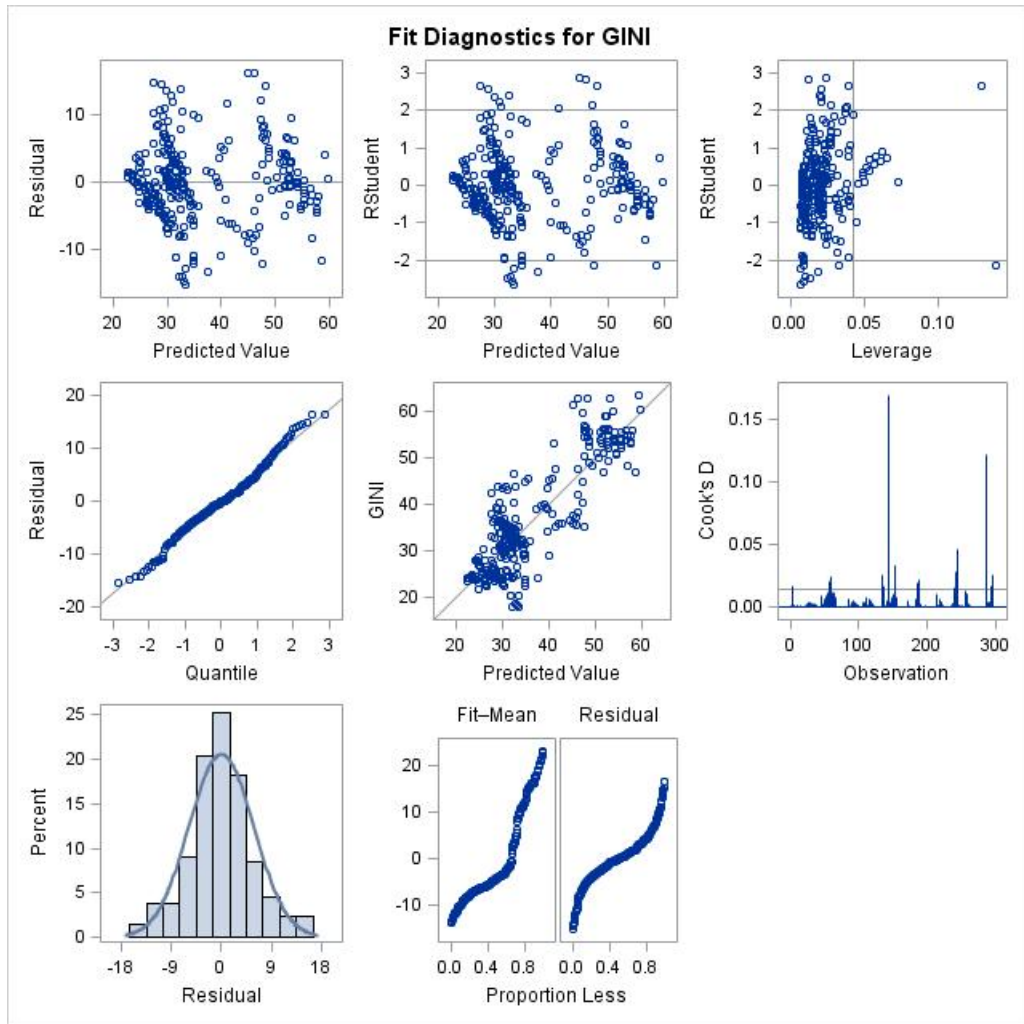 Fit Diagnostics for GINI
Residual
10
0
-10
20 30 40 50 60
Predicted Value
RStudent
3
2
1
0
-1
-2
20 30 40 50 60
Predicted Value
RStudent
3
2
1
0
-1
-2
0.00 0.05 0.10
Leverage
Residual
20
10
0
-10
-20
-3 -2 -1 0 1 2 3
Quantile
GINI
60
50
40
30
20
20 30 40 50 60
Predicted Value
Cook's D
0.15
0.10
0.05
0.00
0 100 200 300
Observation
Percent
25
20
15
10
5
0
-18 -9 0 9 18
Residual
Fit–Mean Residual
20
10
0
-10
0.0 0.4 0.8 0.0 0.4 0.8
Proportion Less